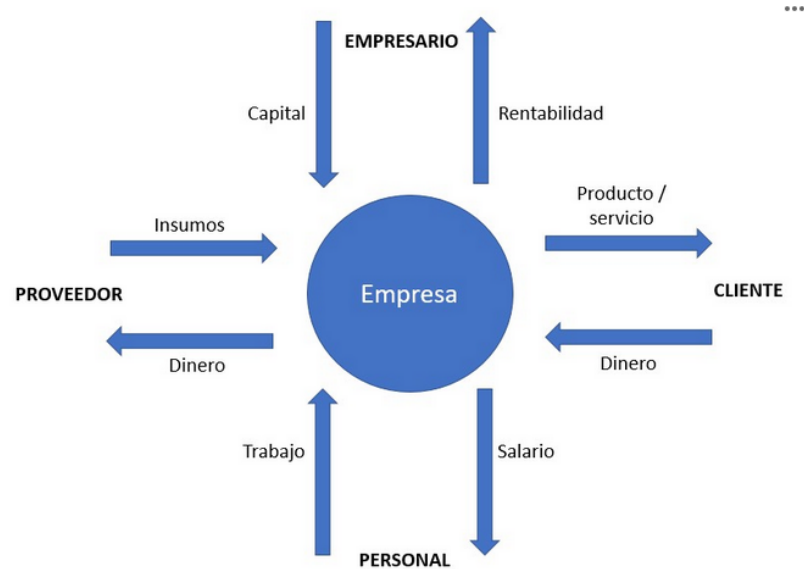 EMPRESARIO
Capital
Rentabilidad
Insumos
Producto /
servicio
PROVEEDOR
Empresa
CLIENTE
Dinero
Dinero
Trabajo
Salario
PERSONAL